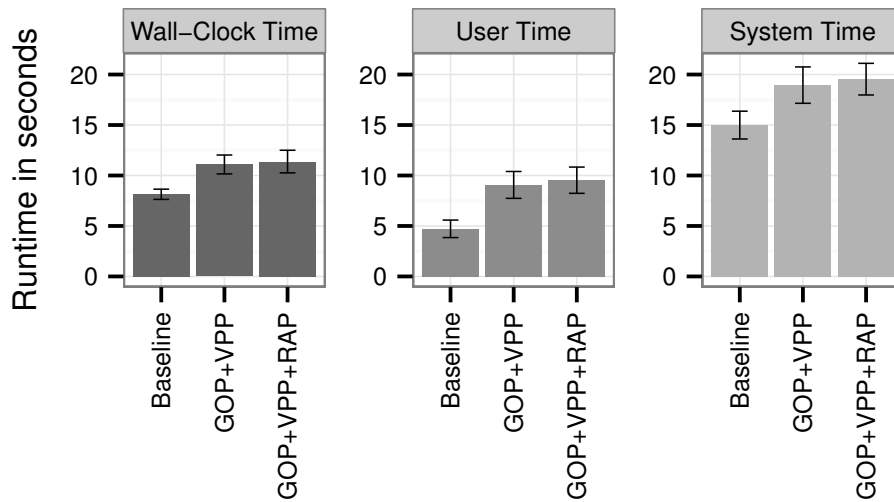 Wall−Clock Time
User Time
System Time
Runtime in seconds
20
15
10
5
0
Baseline
GOP+VPP
GOP+VPP+RAP
20
15
10
5
0
Baseline
GOP+VPP
GOP+VPP+RAP
20
15
10
5
0
Baseline
GOP+VPP
GOP+VPP+RAP